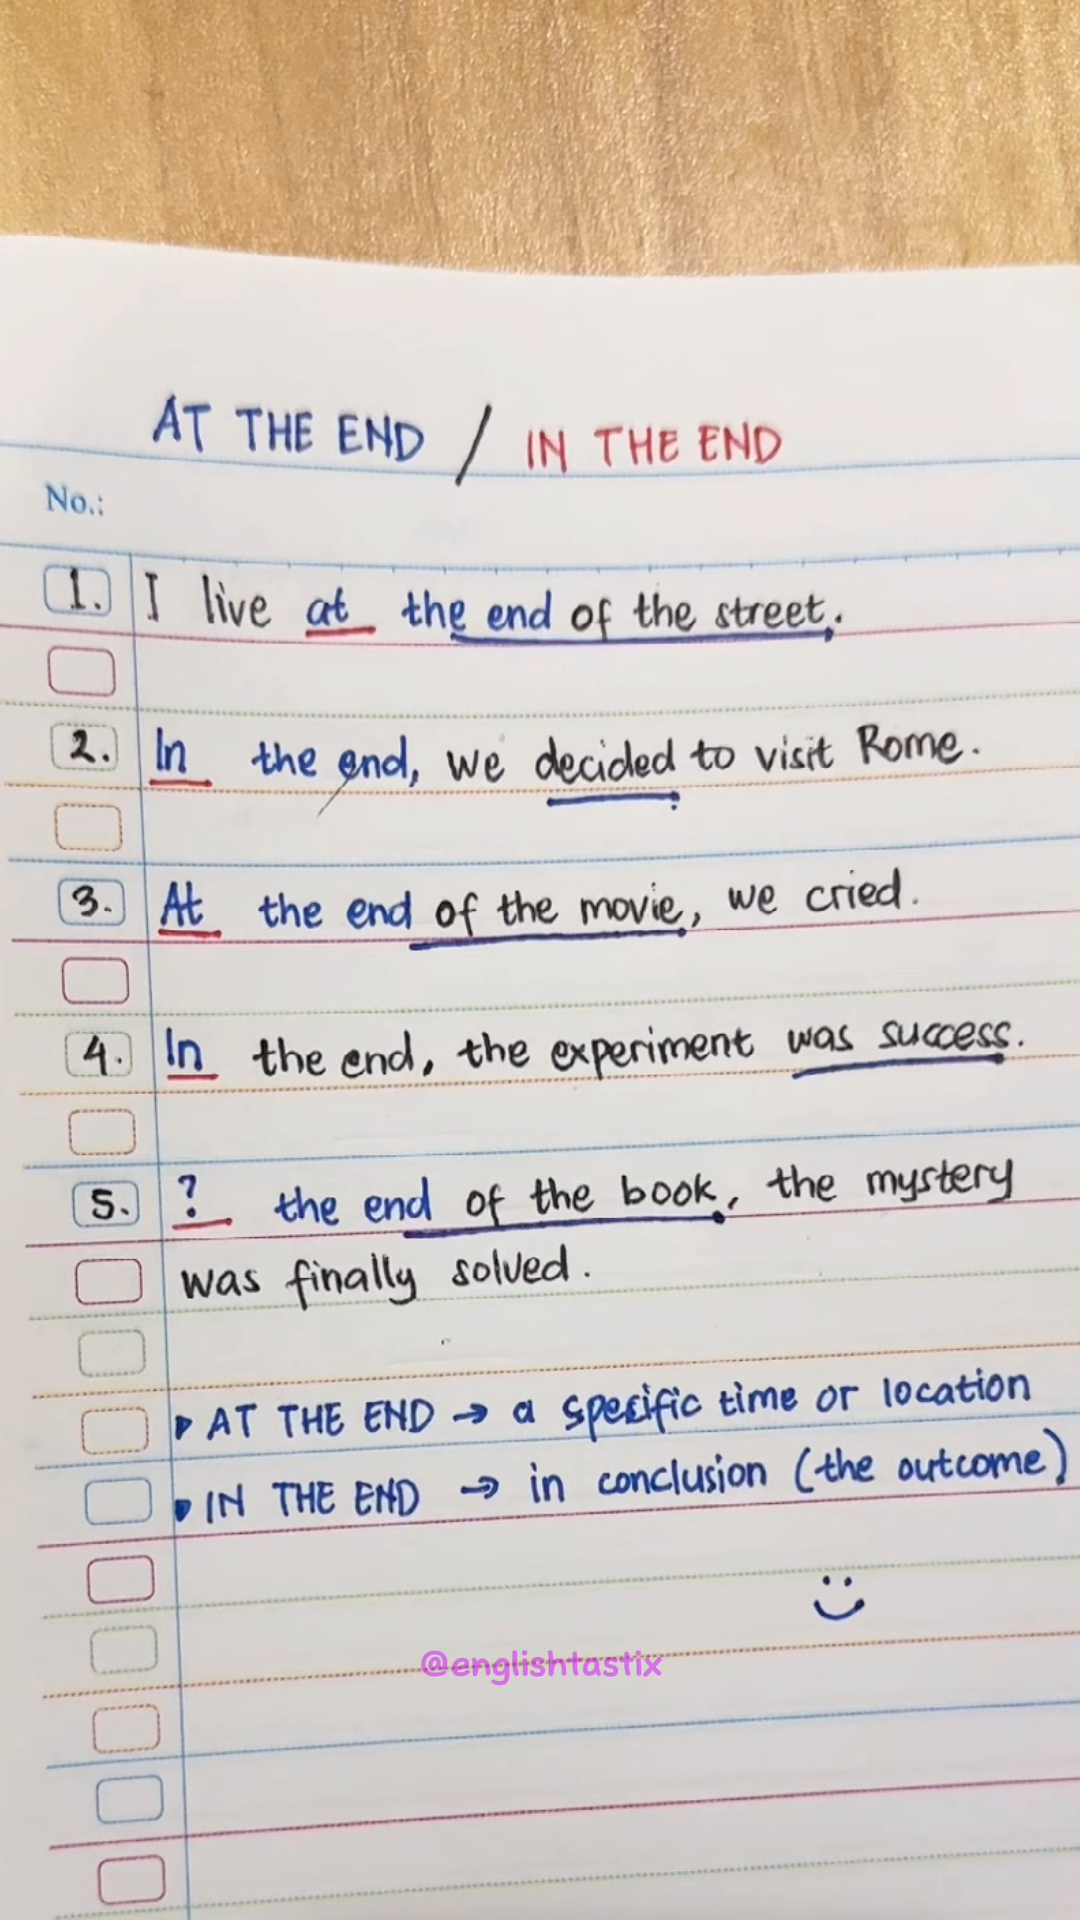 AT THE END / IN THE END
No.:
1. I live at the end of the street.
2. In the end, we decided to visit Rome.
3. At the end of the movie, we cried.
4. In the end, the experiment was success.
5. ? the end of the book, the mystery
was finally solved.
AT THE END → a specific time or location
IN THE END → in conclusion (the outcome)
@englishtastix